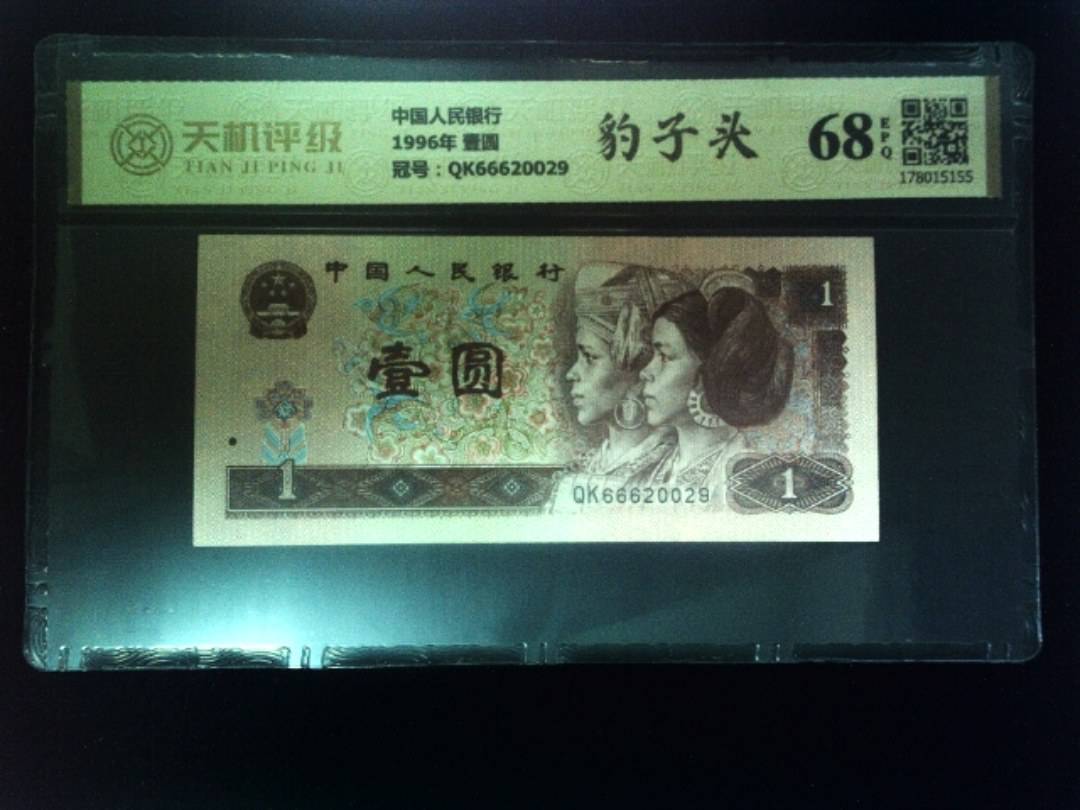 天机评级
TIAN JI PING JI
中国人民银行
1996年 壹圆
冠号：QK66620029
豹子头
68 EPQ
178015155
中国人民银行
1
壹圆
1
QK66620029
1